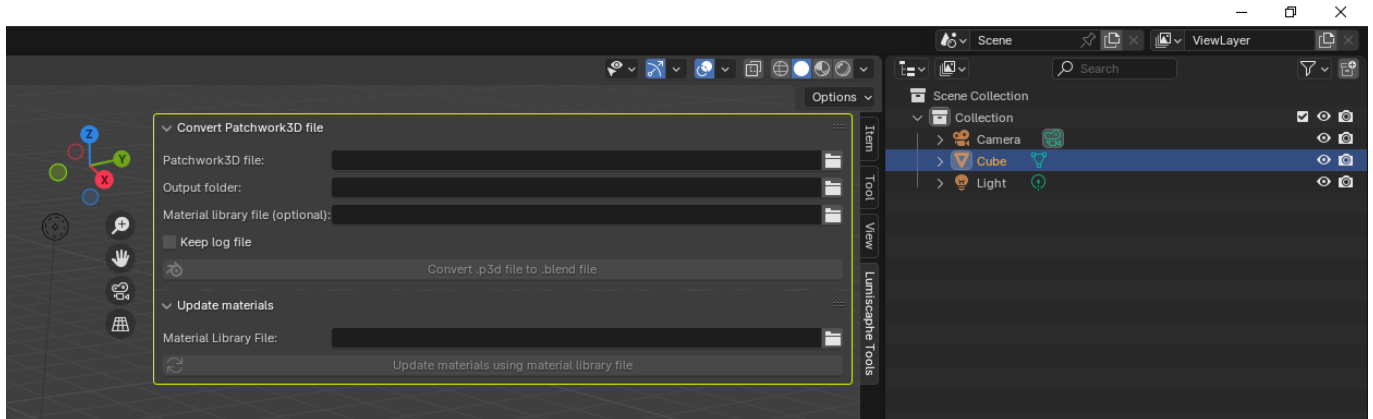 Scene
ViewLayer
Options
Search
Scene Collection
Collection
Camera
Cube
Light
Z
Y
X
Convert Patchwork3D file
Patchwork3D file:
Output folder:
Material library file (optional):
Keep log file
Convert .p3d file to .blend file
Update materials
Material Library File:
Update materials using material library file
Item
Tool
View
Lumiscaphe Tools